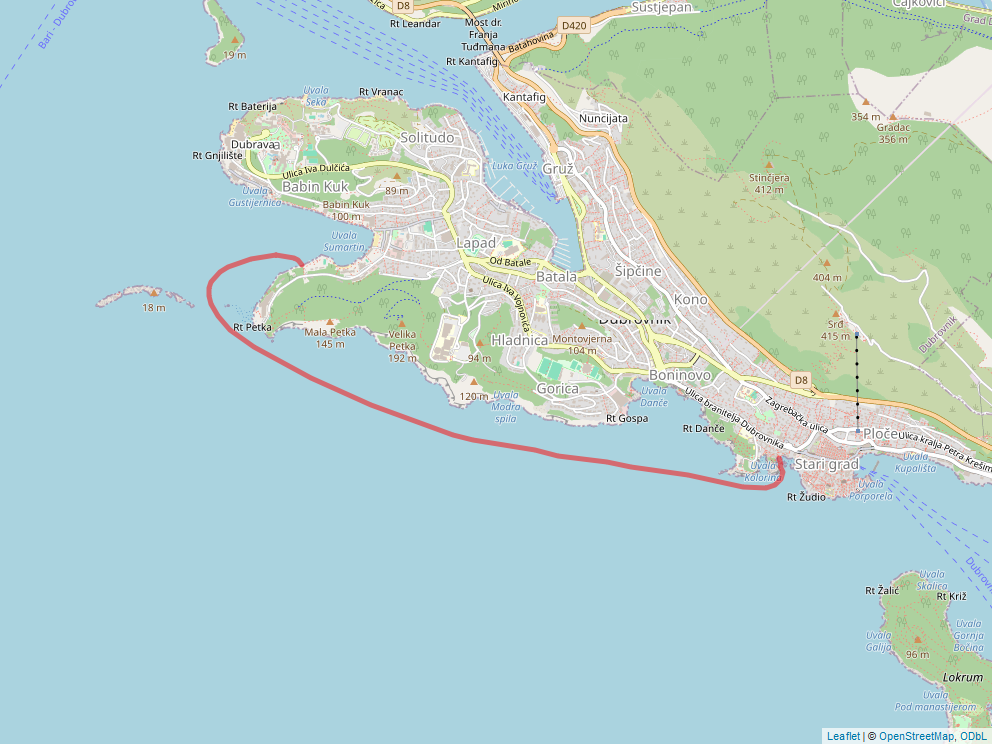 D8
Rt Leandar
Most dr.
Franja
Tuđmana
Rt Kantafig
Batahovina
D420
Sustjepan
Čajkovići
Grad D
Bari - Dubrov
Minin
19 m
Rt Baterija
Uvala
Seka
Rt Vranac
Kantafig
Nuncijata
354 m
Gradac
356 m
Rt Gnjilište
Dubrava
Solitudo
Luka Gruž
Gruž
Ulica Iva Dulčića
Babin Kuk
Babin Kuk
100 m
89 m
Uvala
Gustijernica
Stinčjera
412 m
Uvala
Sumartin
Lapad
Od Batale
Batala
Ulica Iva Vojnovića
Šipčine
Kono
404 m
18 m
Rt Petka
Mala Petka
145 m
Velika
Petka
192 m
94 m
Hladnica
Montovjerna
104 m
Dubrovnik
Srđ
415 m
Dubrovnik
120 m
Uvala
Modra
spila
Gorica
Boninovo
D8
Uvala
Danče
Rt Gospa
Rt Danče
Ulica branitelja Dubrovnika
Zagrebačka ulica
Ploče
Ulica kralja Petra Krešim
Uvala
Kolorina
Stari grad
Uvala
Kupališta
Rt Žudio
Uvala
Porporela
Dubrovn
Rt Žalić
Uvala
Skalica
Rt Križ
Uvala
Gornja
Bočina
Uvala
Galija
96 m
Lokrum
Uvala
Pod manastijerom
Leaflet | © OpenStreetMap, ODbL